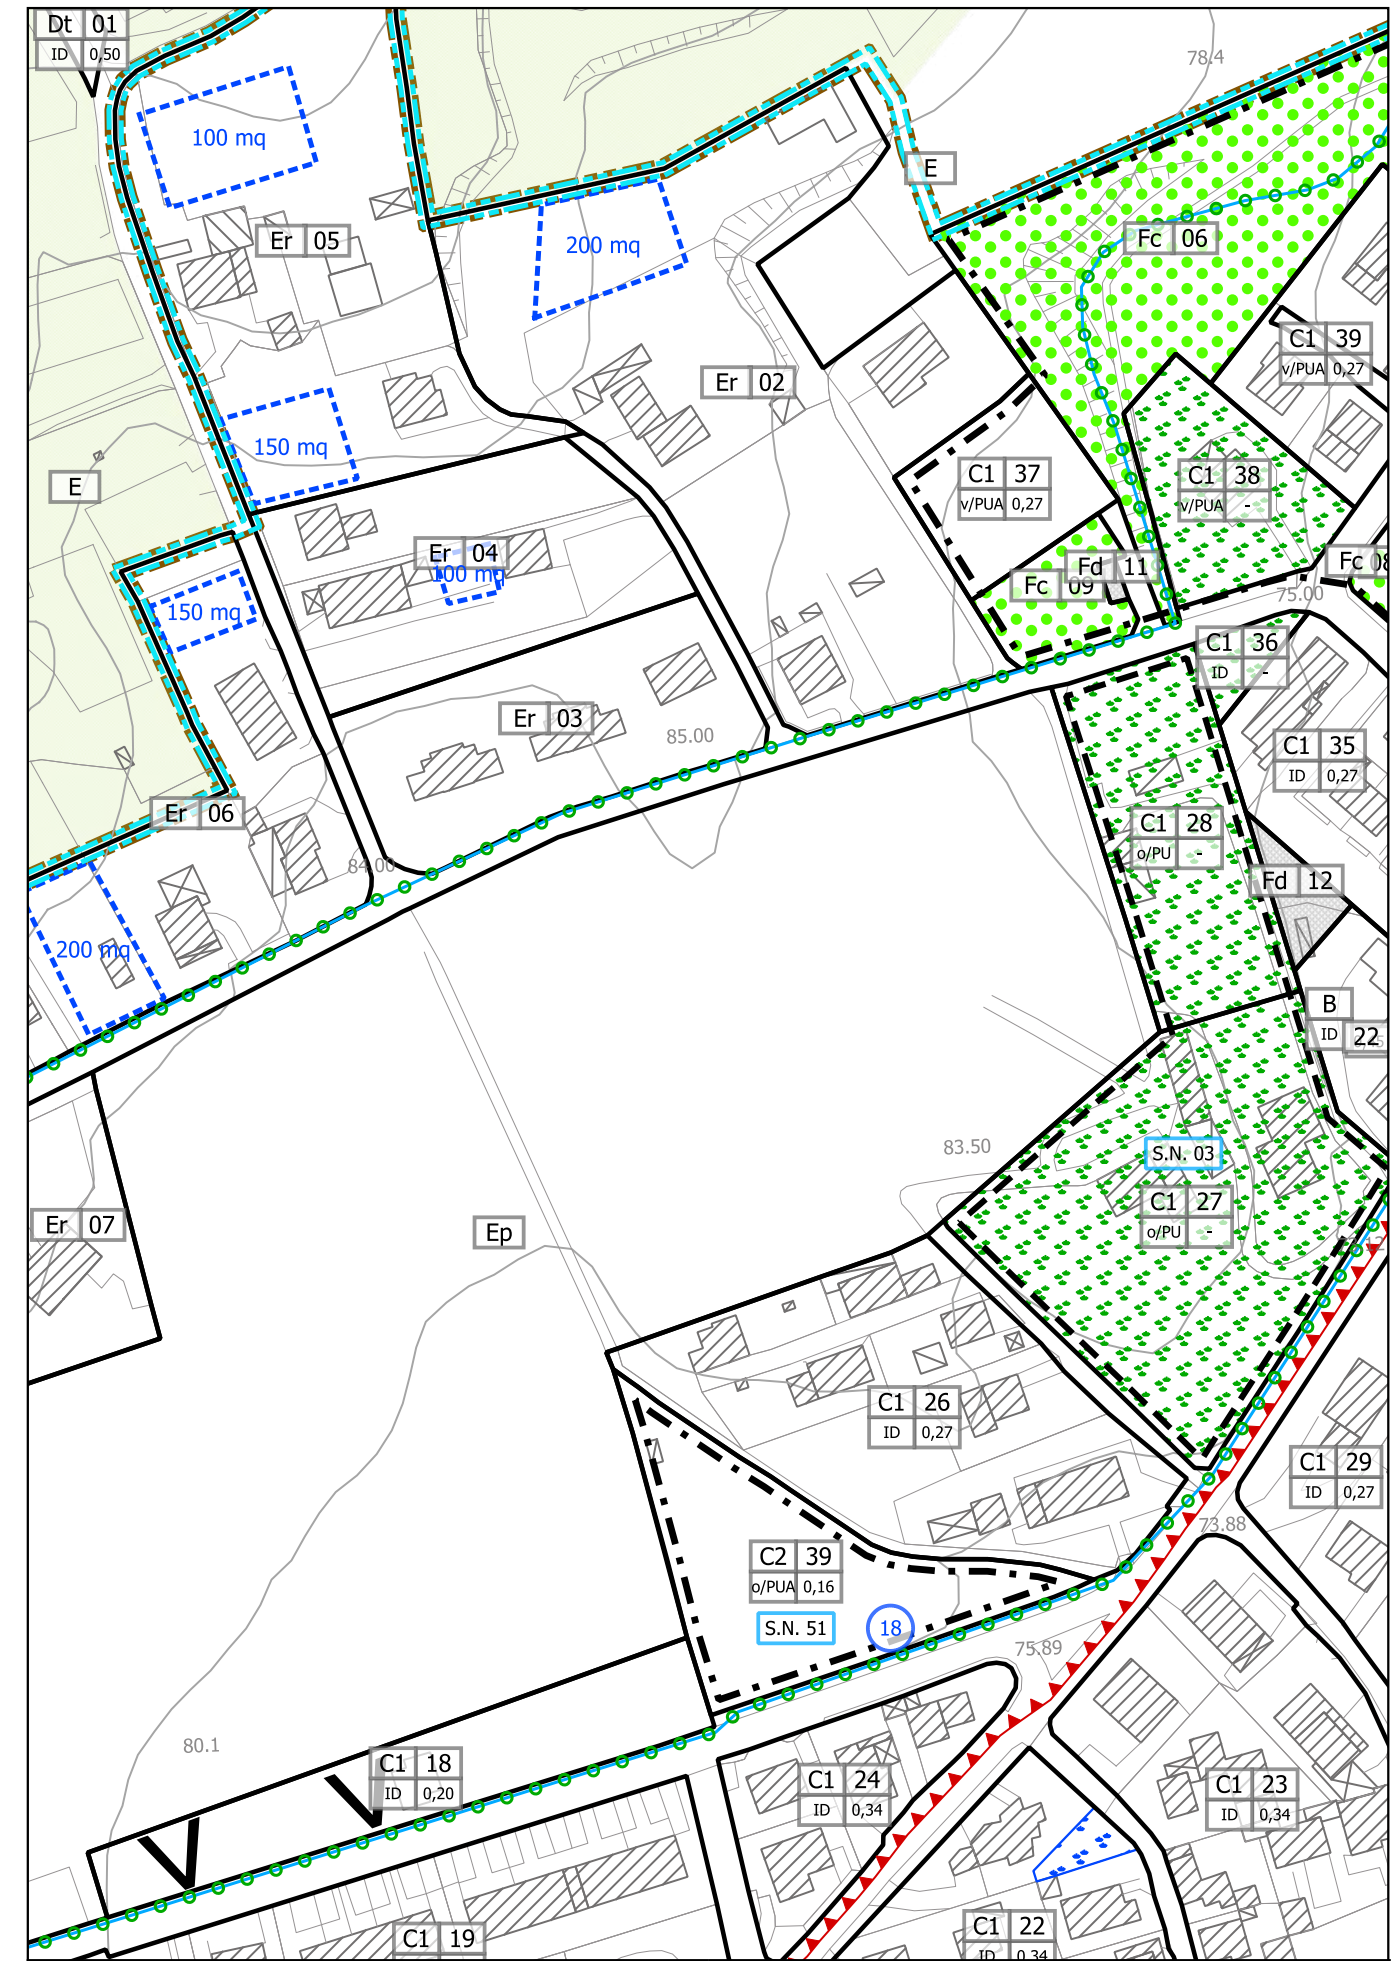 Dt 01
ID 0,50
78.4
100 mq
E
Er 05
200 mq
Fc 06
C1 39
v/PUA 0,27
Er 02
150 mq
E
C1 37
v/PUA 0,27
C1 38
v/PUA -
Er 04
100 mq
Fd 11
Fc 08
Fc 09
75.00
150 mq
C1 36
ID -
Er 03
85.00
C1 35
ID 0,27
Er 06
C1 28
o/PU -
84.00
Fd 12
200 mq
B
ID 22
83.50
S.N. 03
C1 27
o/PU -
Er 07
Ep
C1 26
ID 0,27
C1 29
ID 0,27
73.88
C2 39
o/PUA 0,16
S.N. 51
18
75.89
80.1
C1 18
ID 0,20
V
V
C1 24
ID 0,34
C1 23
ID 0,34
C1 19
C1 22
ID 0,34